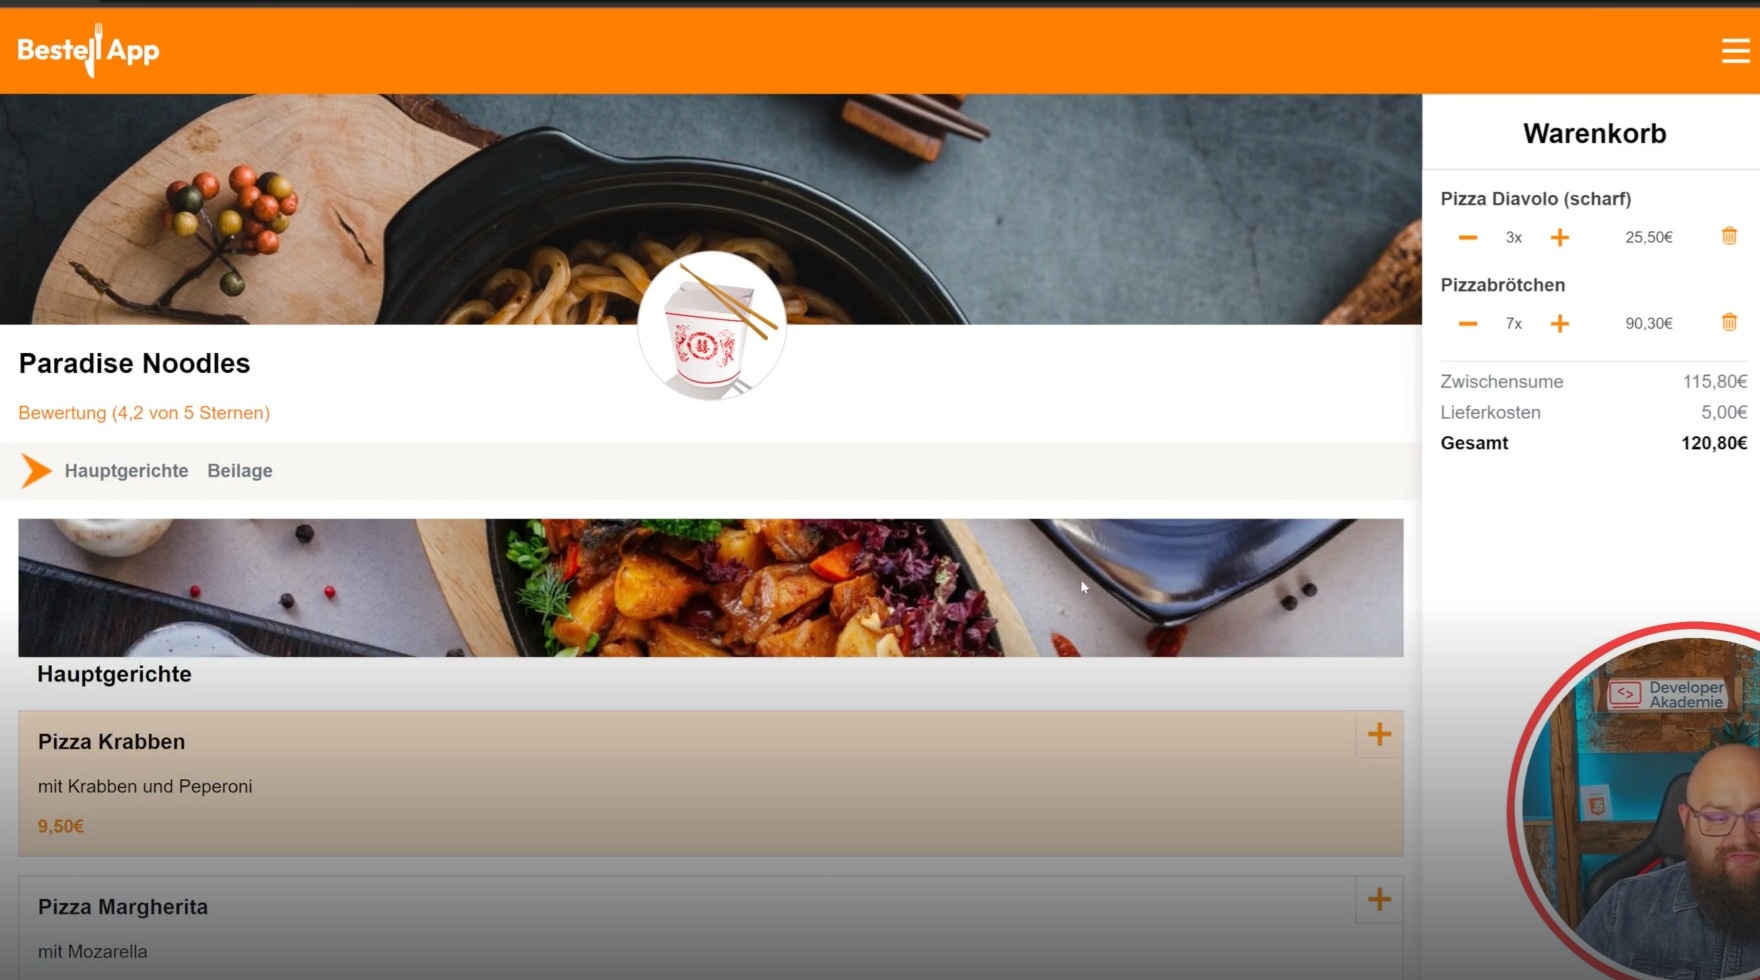 Bestell App
Paradise Noodles
Bewertung (4,2 von 5 Sternen)
Hauptgerichte Beilage
Hauptgerichte
Pizza Krabben
mit Krabben und Peperoni
9,50€
Pizza Margherita
mit Mozarella
Warenkorb
Pizza Diavolo (scharf)
3x 25,50€
Pizzabrötchen
7x 90,30€
Zwischensume 115,80€
Lieferkosten 5,00€
Gesamt 120,80€
Developer
Akademie